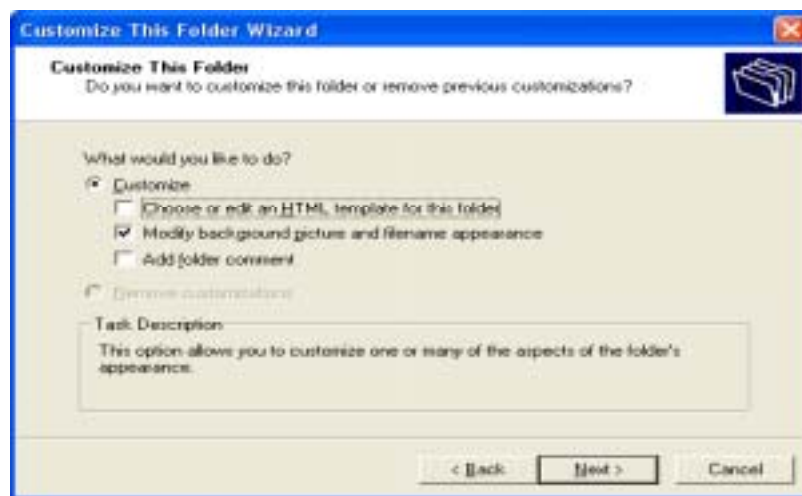 Customize This Folder Wizard
Customize This Folder
Do you want to customize this folder or remove previous customizations?
What would you like to do?
Customize
Choose or edit an HTML template for this folder
Modify background picture and filename appearance
Add folder comment
Remove customizations
Task Description
This option allows you to customize one or many of the aspects of the folder's
appearance.
< Back
Next >
Cancel